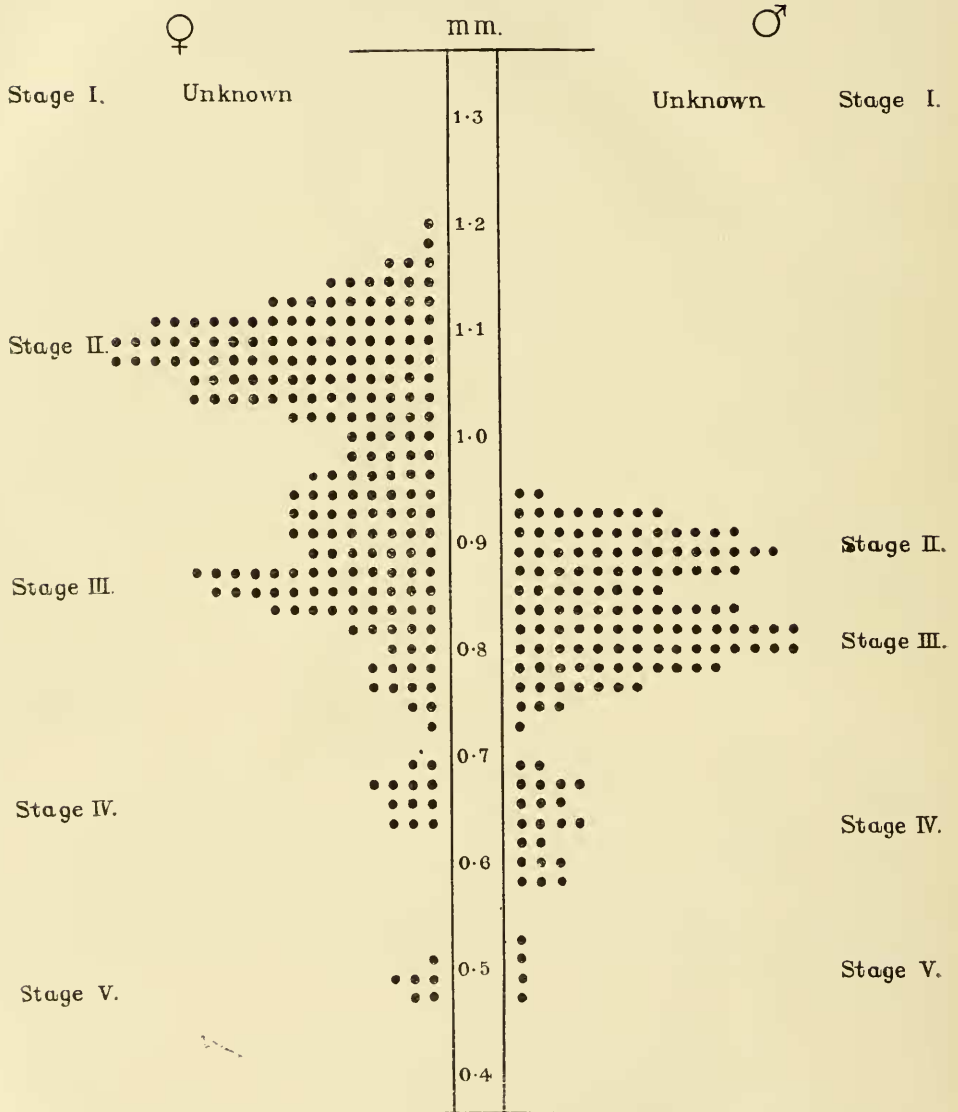 ♀ mm. ♂
Stage I. Unknown Unknown Stage I.
1·3
1·2
1·1
Stage II.
1·0
0·9
Stage II.
Stage III.
0·8
Stage III.
0·7
Stage IV.
Stage IV.
0·6
0·5
Stage V.
Stage V.
0·4